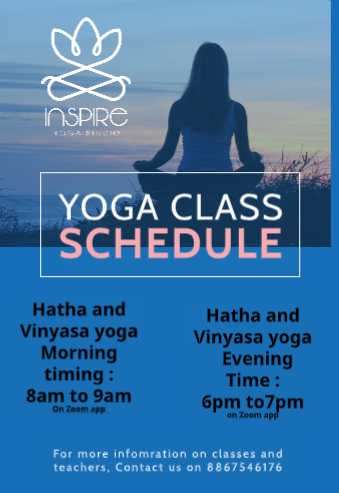 INSPIRE
YOGA STUDIO
YOGA CLASS
SCHEDULE
Hatha and
Vinyasa yoga
Morning
timing :
8am to 9am
On Zoom app
Hatha and
Vinyasa yoga
Evening
Time :
6pm to7pm
on Zoom app
For more infomration on classes and
teachers, Contact us on 8867546176